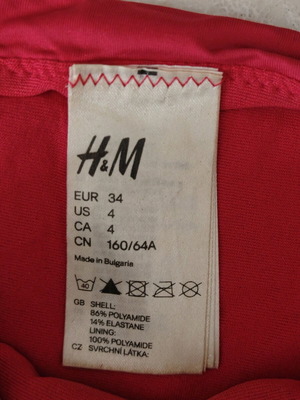 H&M
EUR 34
US 4
CA 4
CN 160/64A
Made in Bulgaria
40
GB SHELL:
86% POLYAMIDE
14% ELASTANE
LINING:
100% POLYAMIDE
CZ SVRCHNÍ LÁTKA: